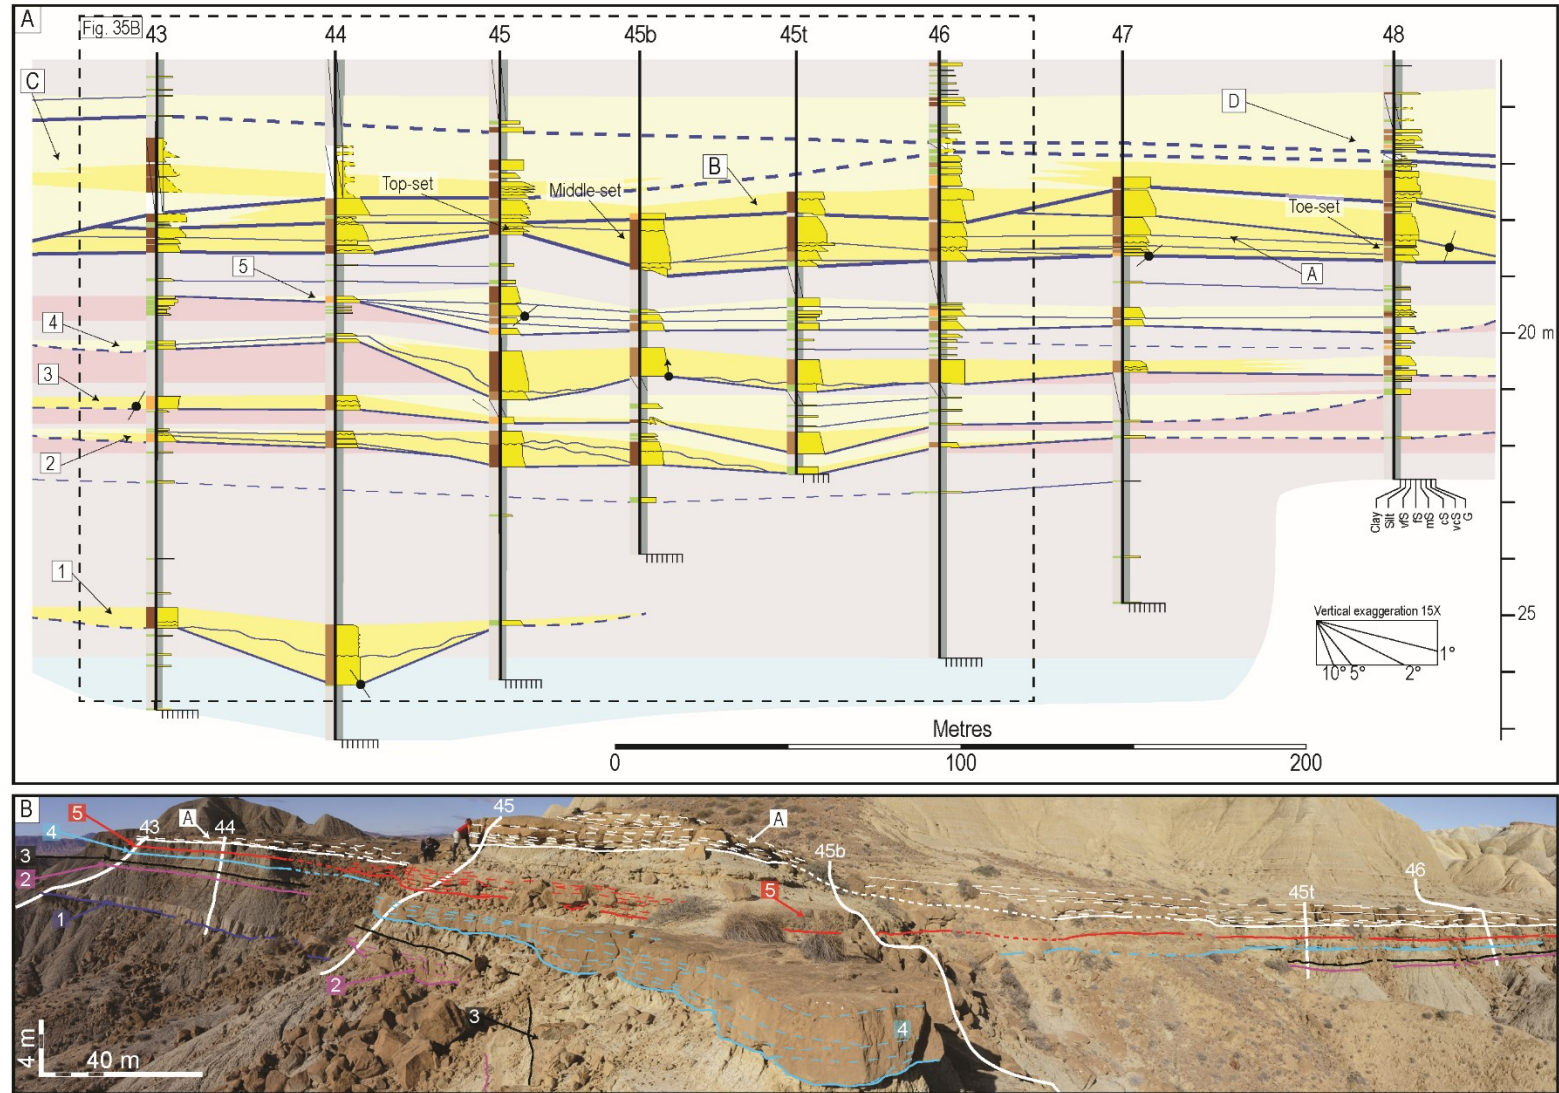 A
Fig. 35B
43 44 45 45b 45t 46 47 48
C
D
B
Top-set
Middle-set
Toe-set
A
5
4
3
2
1
20 m
25
Clay
Silt
vfS
fS
mS
cS
vcS
G
Vertical exaggeration 15X
1°
10° 5° 2°
Metres
0 100 200
B
5
4
43
A
44
45
A
3
2
1
45b
46
5
45t
2
3
4
4 m
40 m